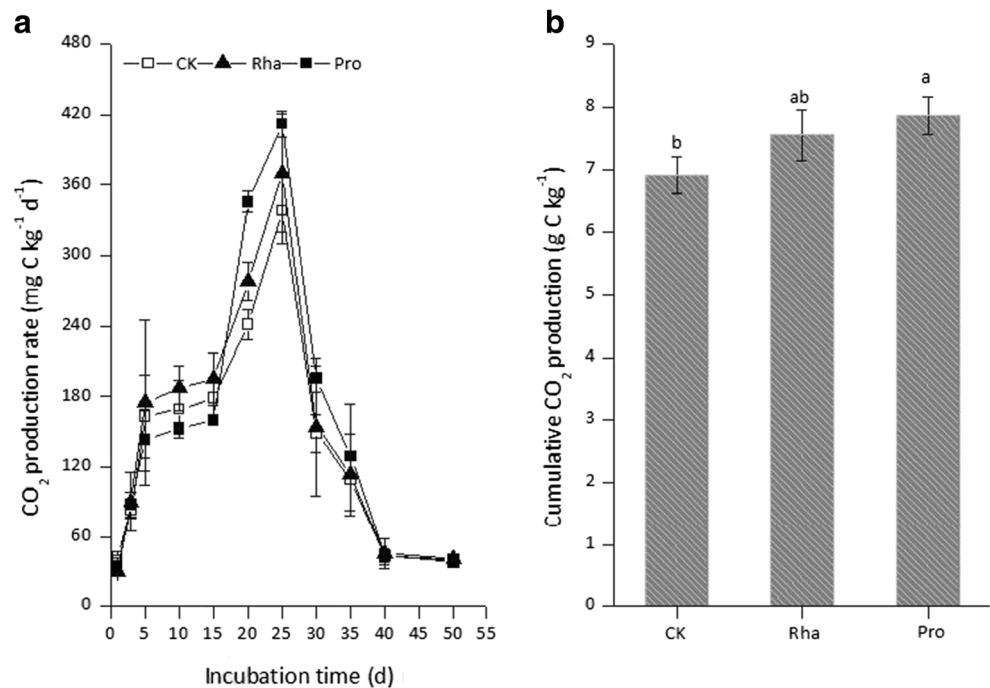 a
480
420
360
300
240
180
120
60
0
CO₂ production rate (mg C kg⁻¹ d⁻¹)
CK Rha Pro
0 5 10 15 20 25 30 35 40 45 50 55
Incubation time (d)
b
9
8
7
6
5
4
3
2
1
0
Cumulative CO₂ production (g C kg⁻¹)
b
ab
a
CK Rha Pro